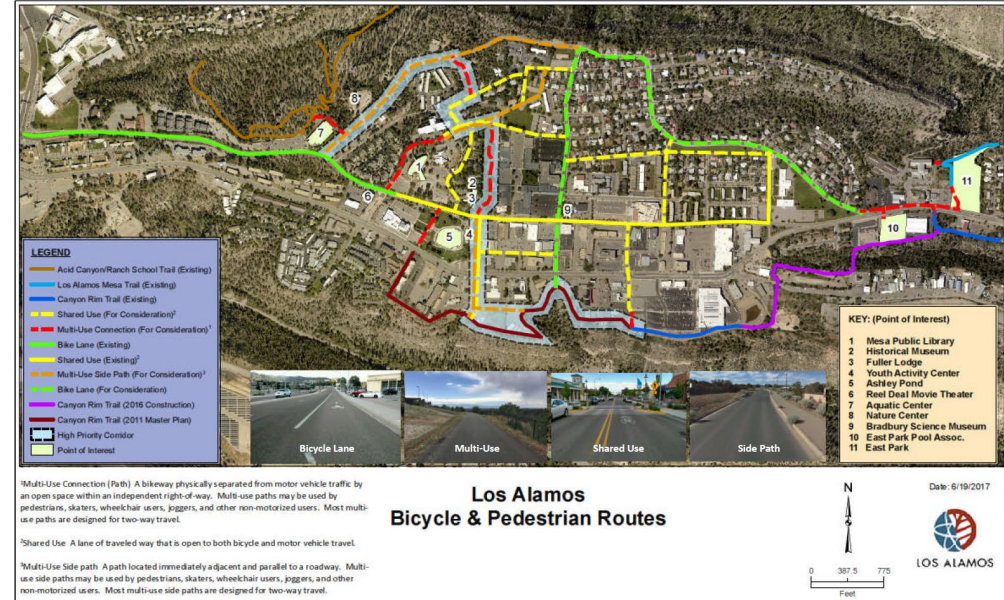 7
8
6
2
3
4
5
9
10
11
LEGEND
Acid Canyon/Ranch School Trail (Existing)
Los Alamos Mesa Trail (Existing)
Canyon Rim Trail (Existing)
Shared Use (For Consideration)²
Multi-Use Connection (For Consideration)¹
Bike Lane (Existing)
Shared Use (Existing)²
Multi-Use Side Path (For Consideration)³
Bike Lane (For Consideration)
Canyon Rim Trail (2016 Construction)
Canyon Rim Trail (2011 Master Plan)
High Priority Corridor
Point of Interest
Bicycle Lane
Multi-Use
Shared Use
Side Path
KEY: (Point of Interest)
1 Mesa Public Library
2 Historical Museum
3 Fuller Lodge
4 Youth Activity Center
5 Ashley Pond
6 Reel Deal Movie Theater
7 Aquatic Center
8 Nature Center
9 Bradbury Science Museum
10 East Park Pool Assoc.
11 East Park
¹Multi-Use Connection (Path) A bikeway physically separated from motor vehicle traffic by
an open space within an independent right-of-way. Multi-use paths may be used by
pedestrians, skaters, wheelchair users, joggers, and other non-motorized users. Most multi-
use paths are designed for two-way travel.
²Shared Use A lane of traveled way that is open to both bicycle and motor vehicle travel.
³Multi-Use Side path A path located immediately adjacent and parallel to a roadway. Multi-
use side paths may be used by pedestrians, skaters, wheelchair users, joggers, and other
non-motorized users. Most multi-use side paths are designed for two-way travel.
Los Alamos
Bicycle & Pedestrian Routes
N
0 387.5 775
Feet
Date: 6/19/2017
LOS ALAMOS